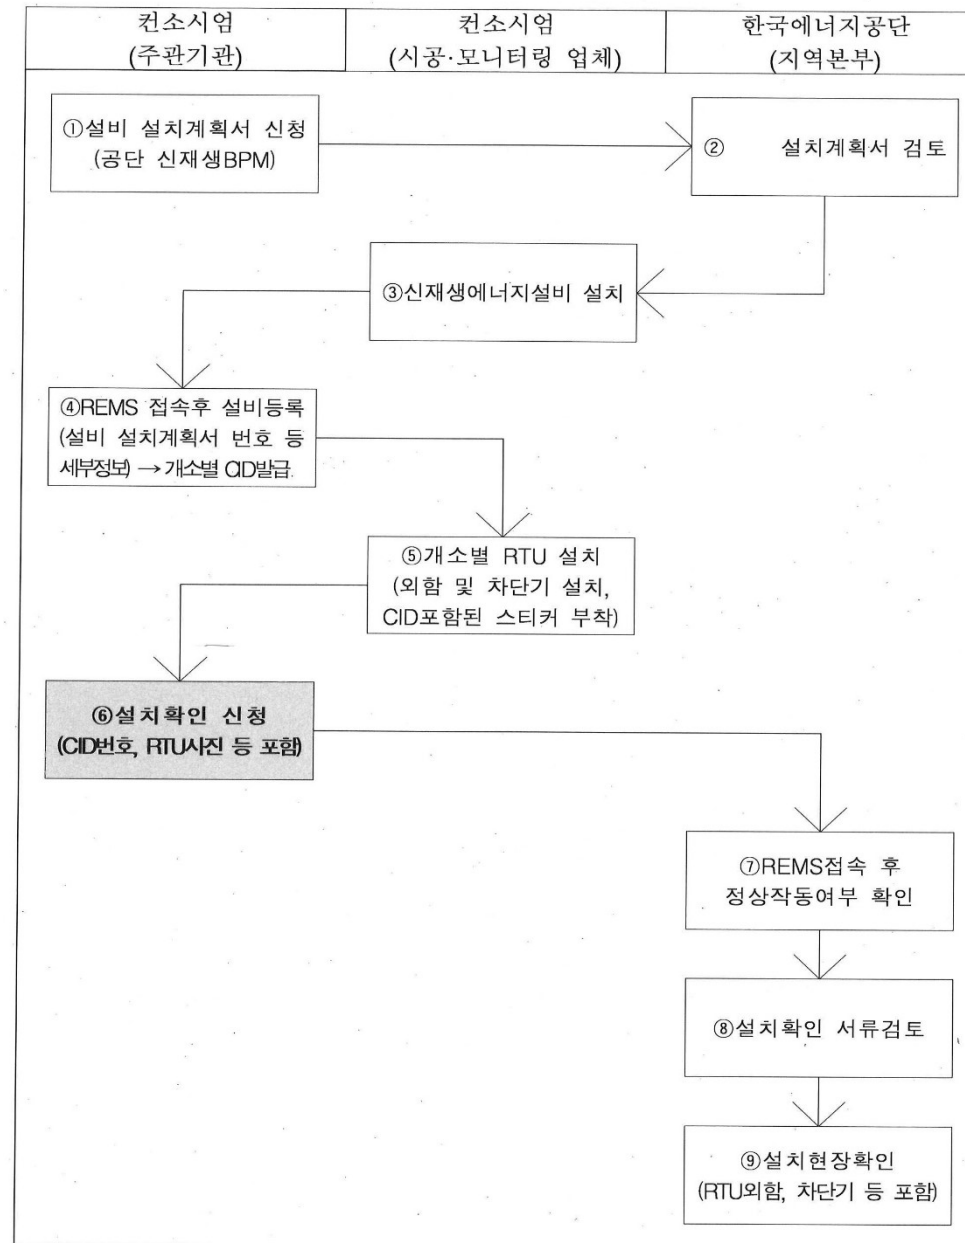 컨소시엄
(주관기관)
컨소시엄
(시공·모니터링 업체)
한국에너지공단
(지역본부)
①설비 설치계획서 신청
(공단 신재생BPM)
② 설치계획서 검토
③신재생에너지설비 설치
④REMS 접속후 설비등록
(설비 설치계획서 번호 등
세부정보) → 개소별 CID발급
⑤개소별 RTU 설치
(외함 및 차단기 설치,
CID포함된 스티커 부착)
⑥설치확인 신청
(CID번호, RTU사진 등 포함)
⑦REMS접속 후
정상작동여부 확인
⑧설치확인 서류검토
⑨설치현장확인
(RTU외함, 차단기 등 포함)